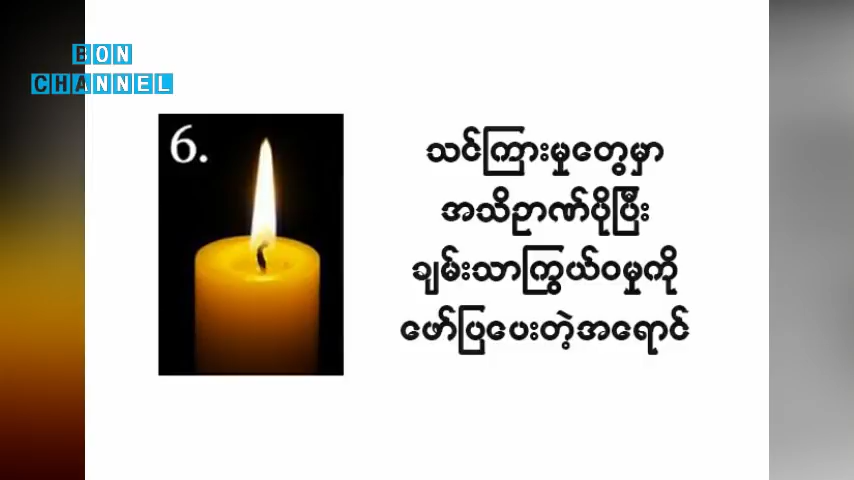 BON
CHANNEL
6.
သင်ကြားမှုတွေမှာ
အသိဉာဏ်ပိုပြီး
ချမ်းသာကြွယ်ဝမှုကို
ဖော်ပြပေးတဲ့အရောင်